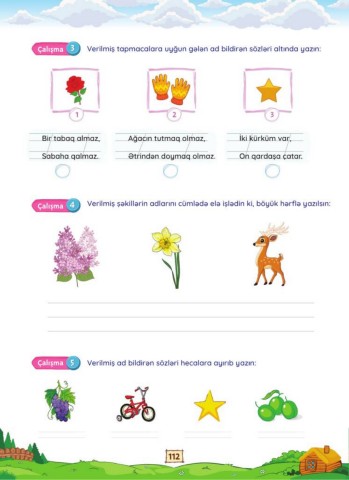 Çalışma 3 Verilmiş tapmacalara uyğun gələn ad bildirən sözləri altında yazın:
1 2 3
Bir tabaq almaz, Ağacın tutmaq olmaz, İki kürküm var,
Sabaha qalmaz. Ətrindən doymaq olmaz. On qardaşa çatar.
Çalışma 4 Verilmiş şəkillərin adlarını cümlədə elə işlədin ki, böyük hərflə yazılsın:
Çalışma 5 Verilmiş ad bildirən sözləri hecalara ayırıb yazın:
112